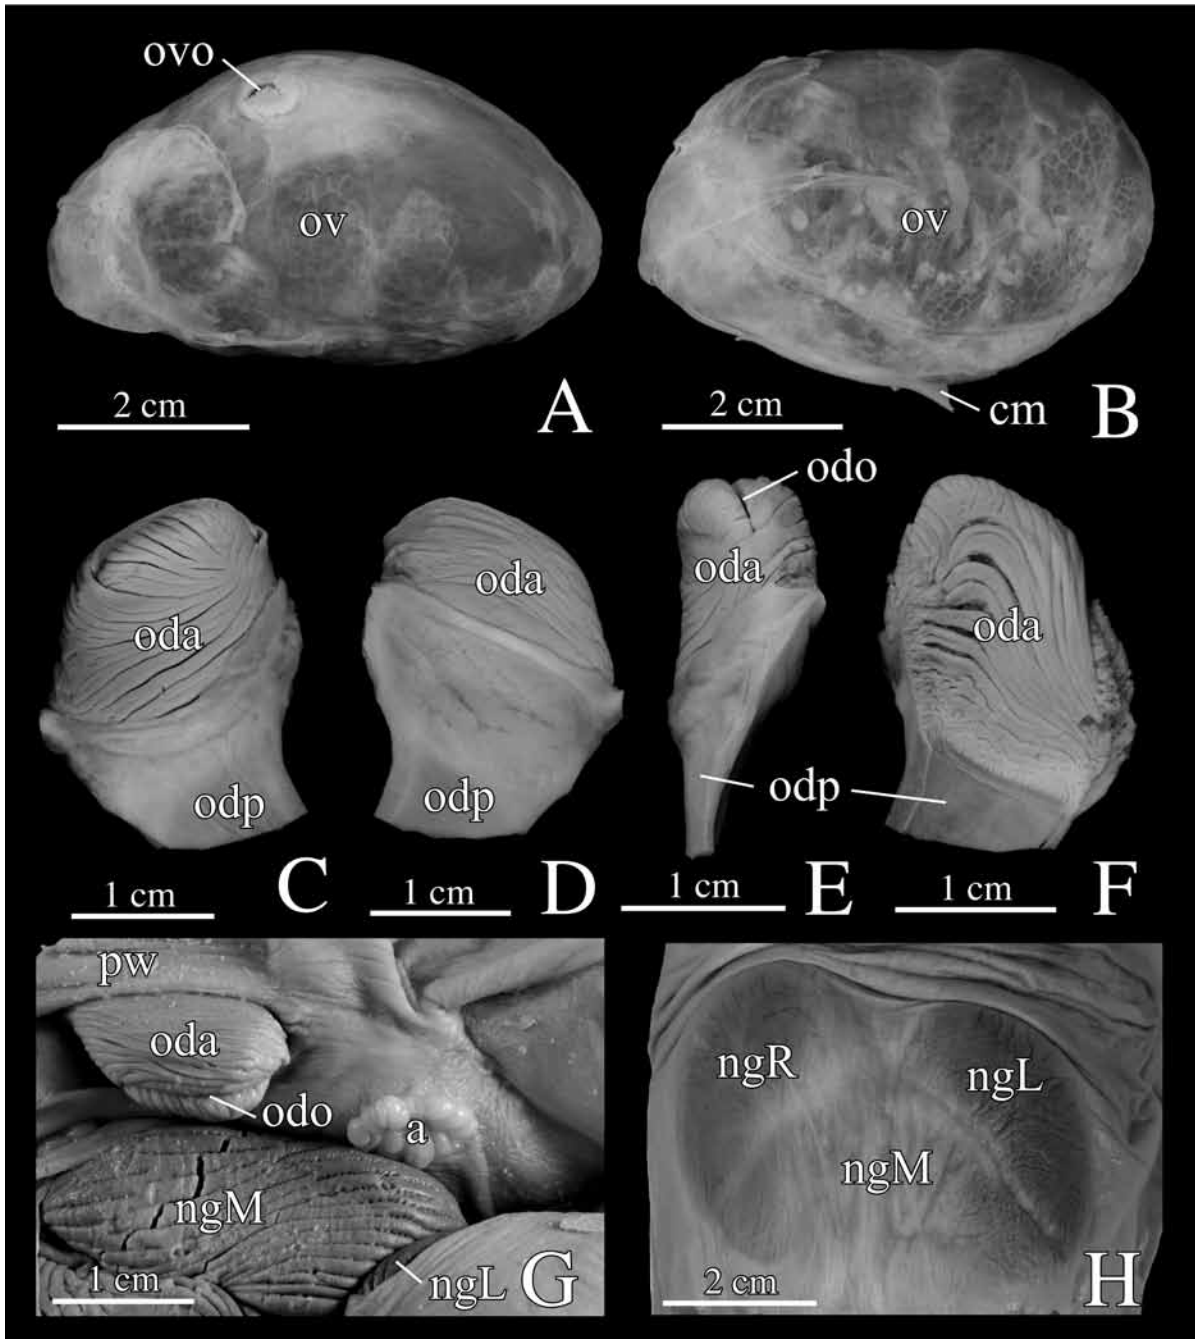 ovo
ov
ov
2 cm
A
2 cm
cm
B
odo
oda
oda
oda
oda
odp
odp
odp
1 cm
C
1 cm
D
1 cm
E
1 cm
F
pw
oda
odo
a
ngM
1 cm
ngL
G
ngR
ngL
ngM
2 cm
H